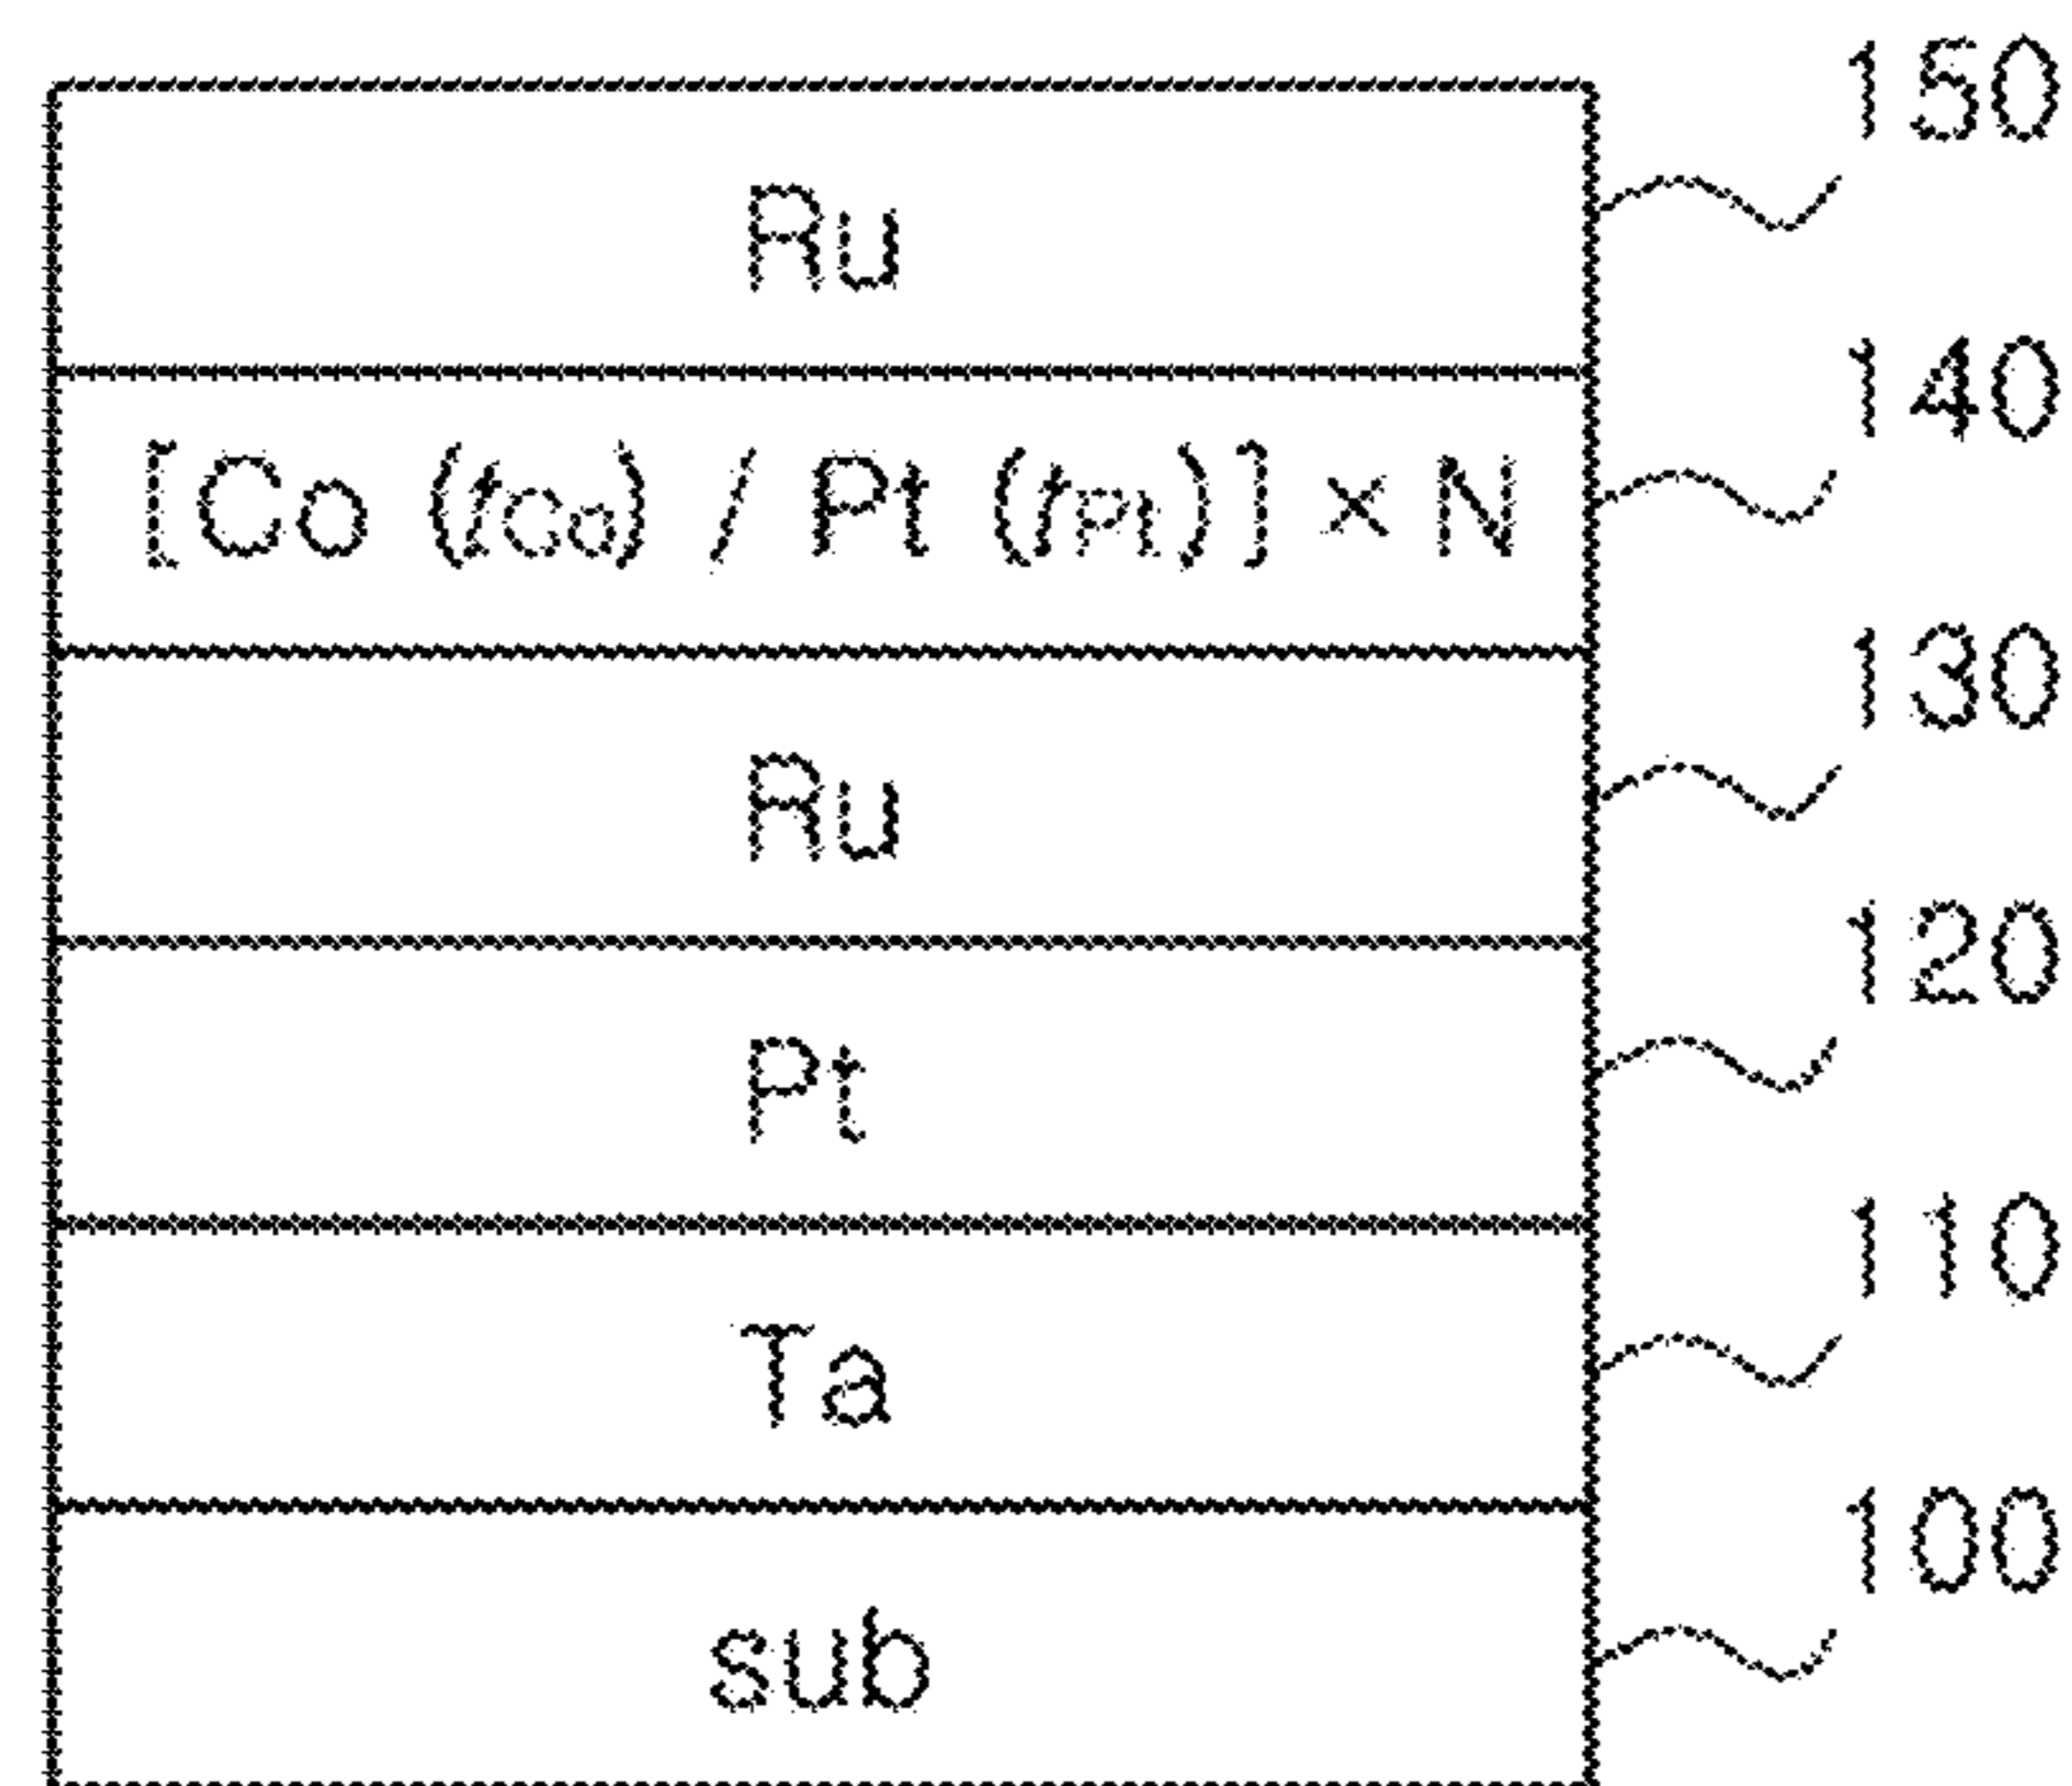 150
Ru
140
[Co (tCo) / Pt (tPt)] × N
130
Ru
120
Pt
110
Ta
100
sub